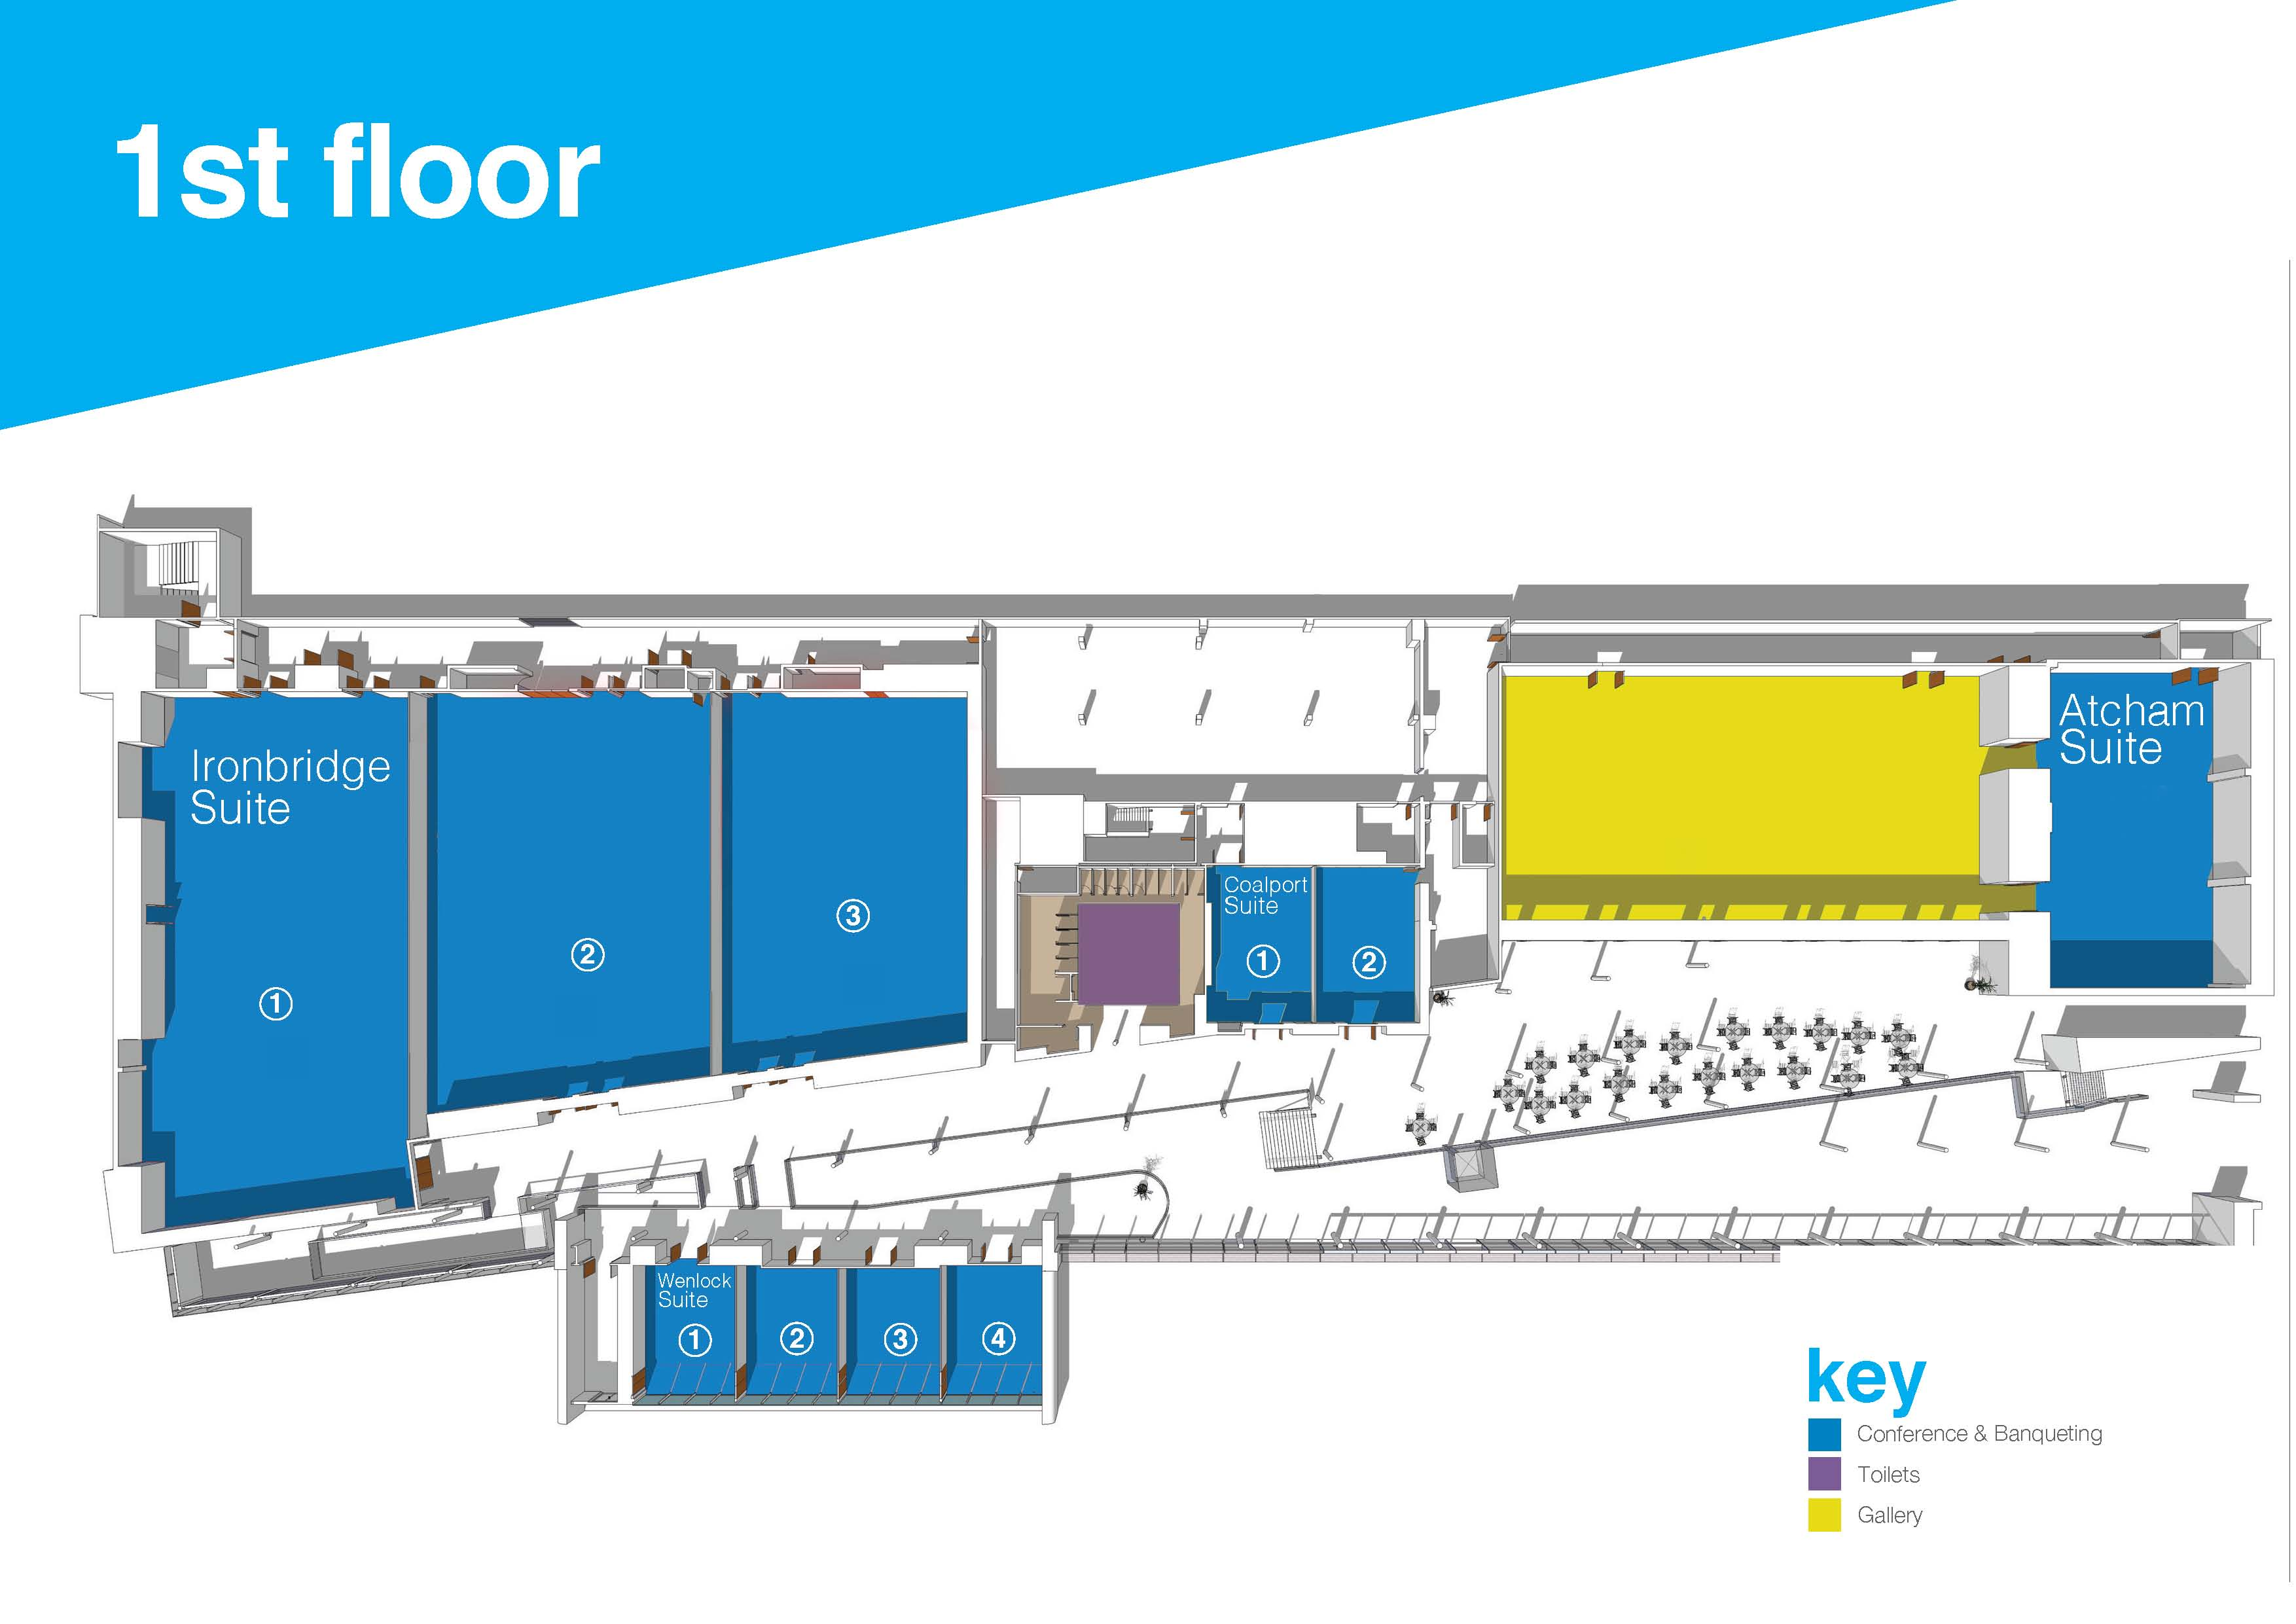 1st floor
Ironbridge
Suite
1
2
3
Coalport
Suite
1
2
Atcham
Suite
Wenlock
Suite
1
2
3
4
key
Conference & Banqueting
Toilets
Gallery